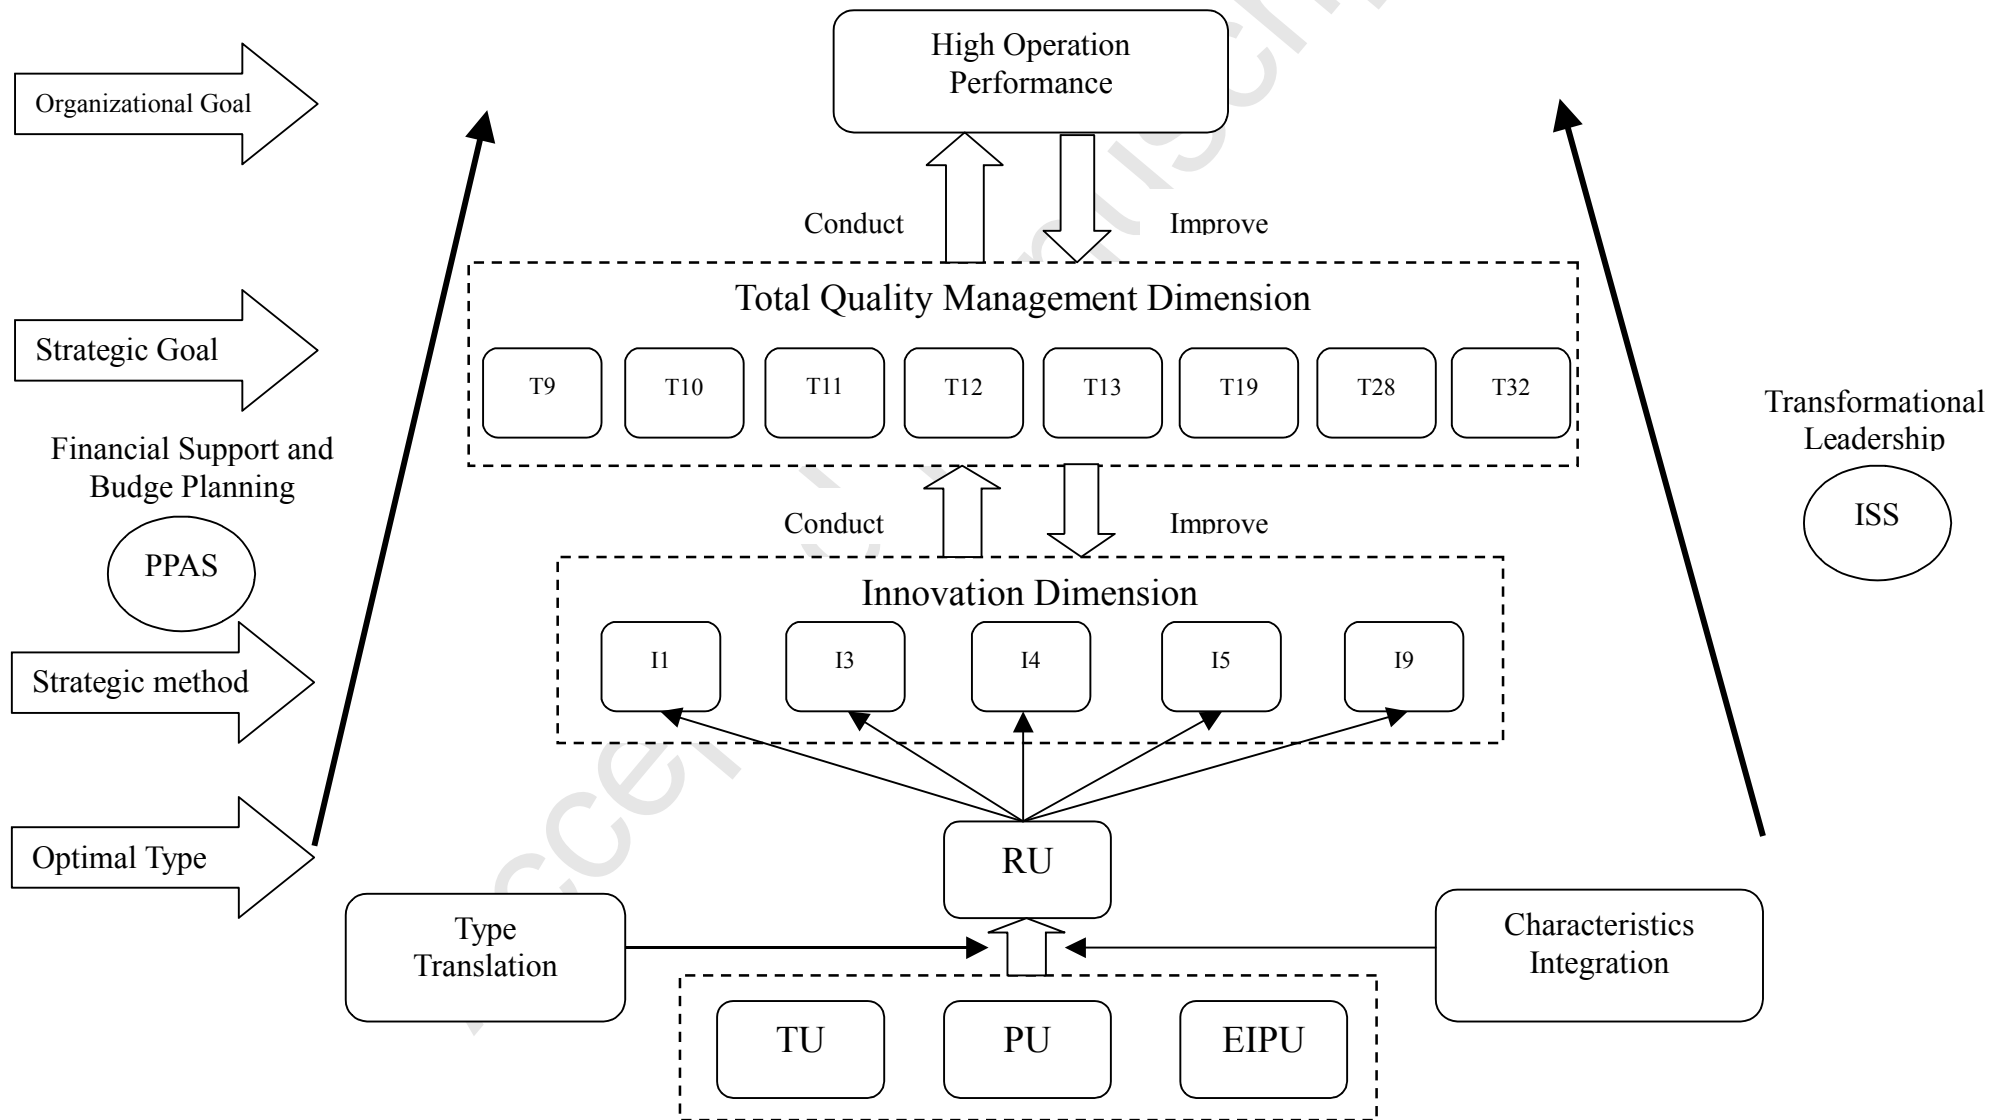 High Operation
Performance
Organizational Goal
Conduct
Improve
Total Quality Management Dimension
Strategic Goal
T9
T10
T11
T12
T13
T19
T28
T32
Transformational
Leadership
ISS
Financial Support and
Budge Planning
PPAS
Conduct
Improve
Innovation Dimension
I1
I3
I4
I5
I9
Strategic method
Optimal Type
RU
Type
Translation
Characteristics
Integration
TU
PU
EIPU